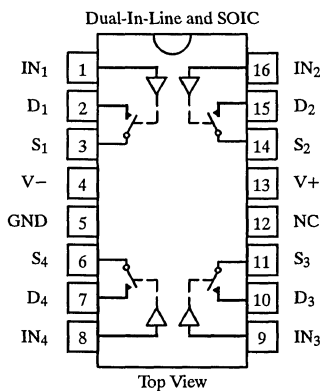 Dual-In-Line and SOIC
IN1 1 16 IN2
D1 2 15 D2
S1 3 14 S2
V− 4 13 V+
GND 5 12 NC
S4 6 11 S3
D4 7 10 D3
IN4 8 9 IN3
Top View